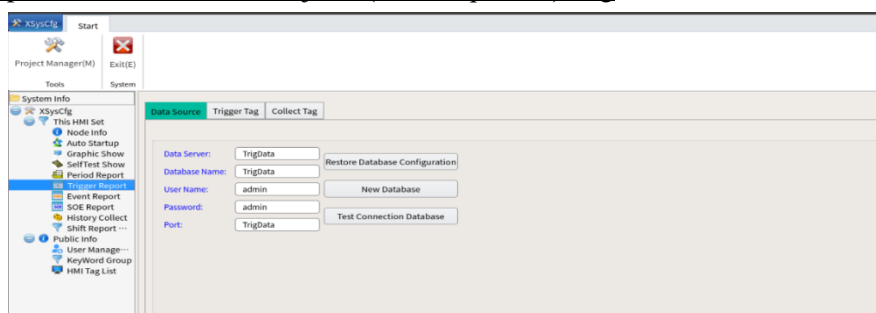 XSysCfg Start
Project Manager(M) Exit(E)
Tools System
System Info
XSysCfg
This HMI Set
Node Info
Auto Startup
Graphic Show
SelfTest Show
Period Report
Trigger Report
Event Report
SOE Report
History Collect
Shift Report ···
Public Info
User Manage···
KeyWord Group
HMI Tag List
Data Source Trigger Tag Collect Tag
Data Server: TrigData
Database Name: TrigData
User Name: admin
Password: admin
Port: TrigData
Restore Database Configuration
New Database
Test Connection Database